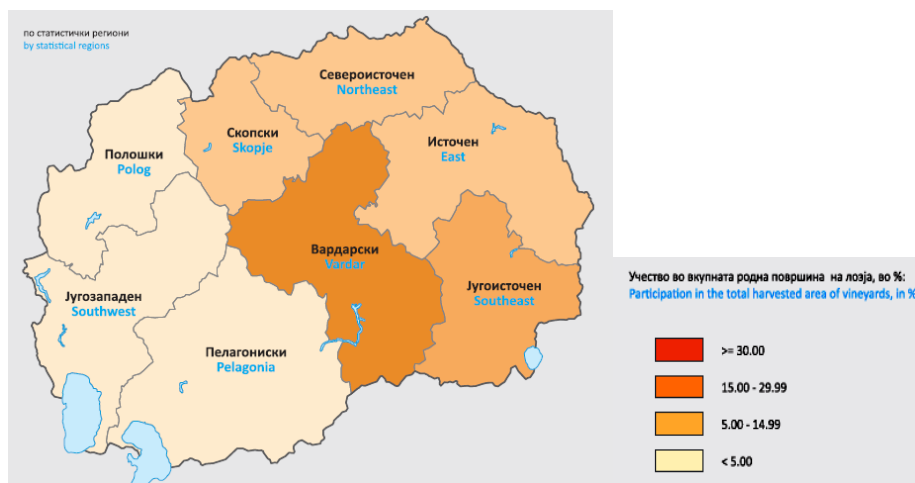 по статистички региони
by statistical regions
Североисточен
Northeast
Скопски
Skopje
Источен
East
Полошки
Polog
Вардарски
Vardar
Југоисточен
Southeast
Југозападен
Southwest
Пелагониски
Pelagonia
Учество во вкупната родна површина на лозја, во %:
Participation in the total harvested area of vineyards, in %
>= 30.00
15.00 - 29.99
5.00 - 14.99
< 5.00